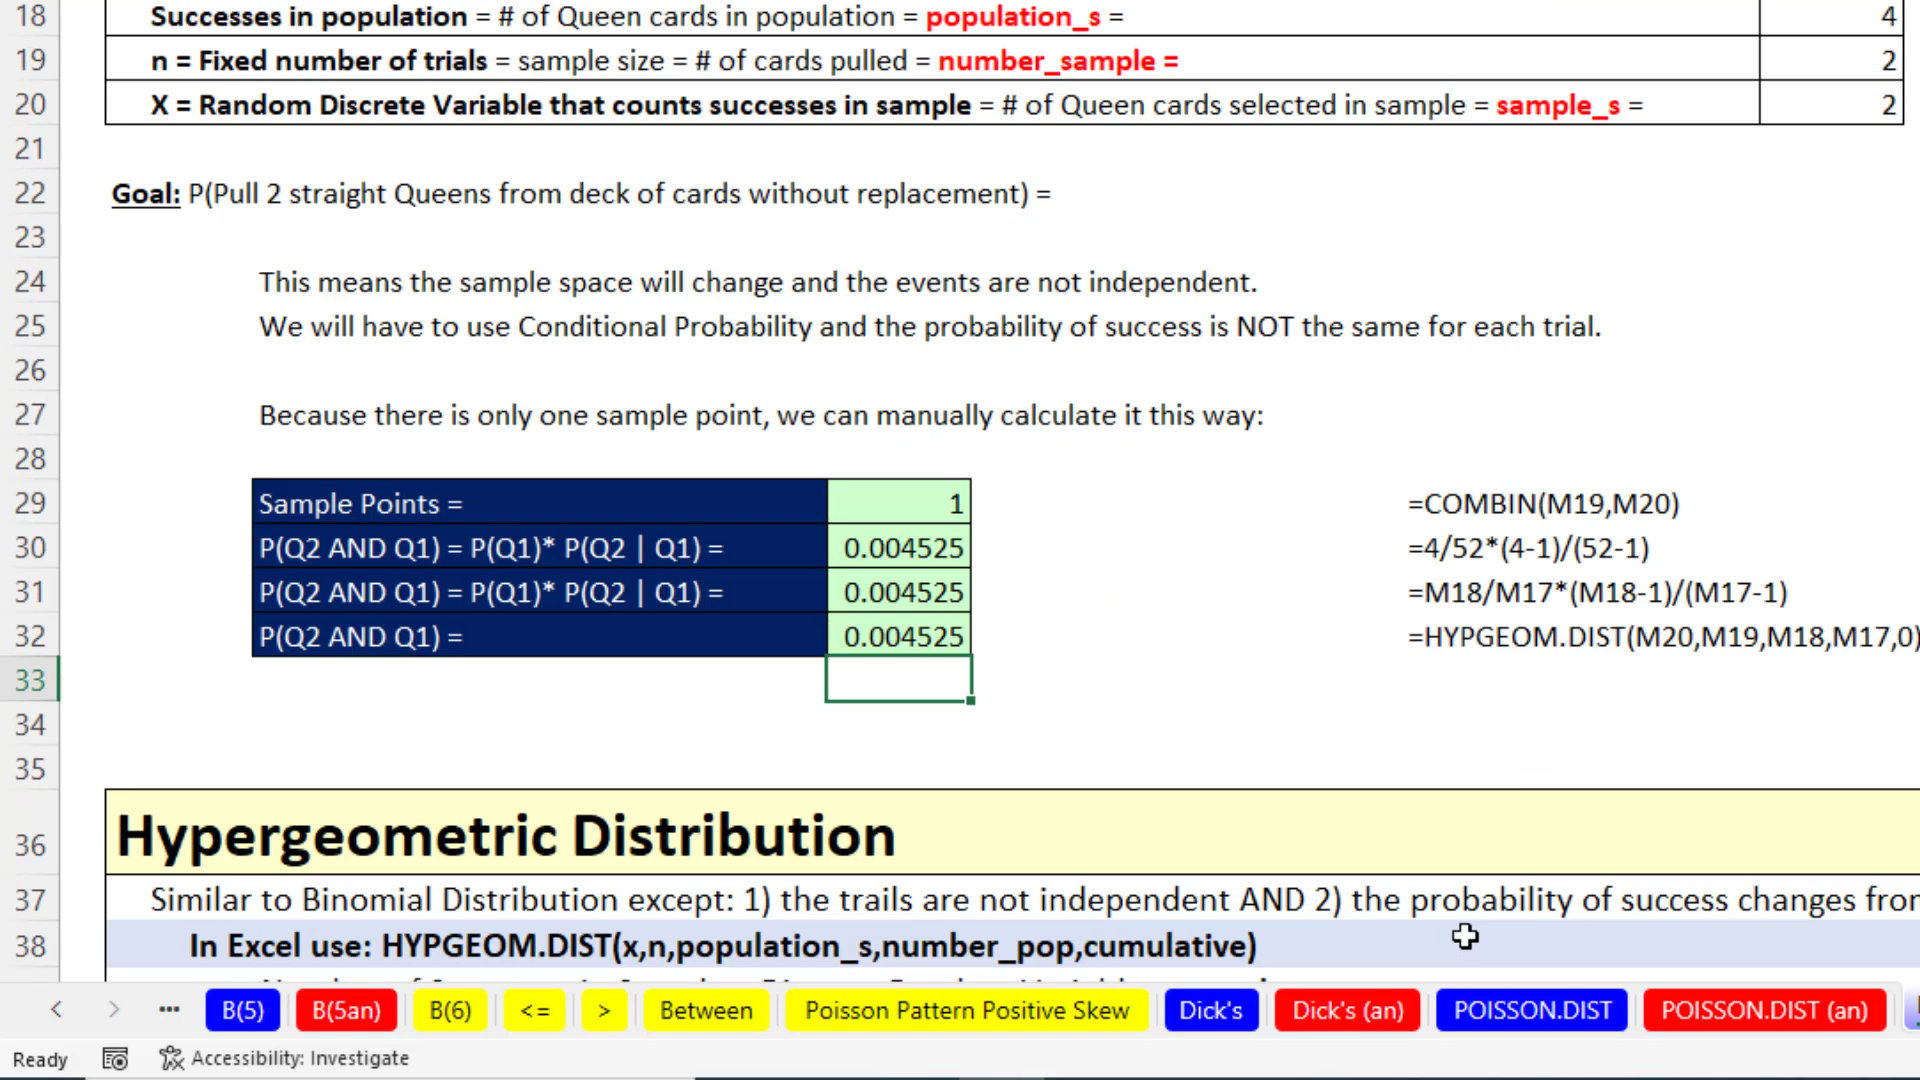 18 Successes in population = # of Queen cards in population = population_s = 4
19 n = Fixed number of trials = sample size = # of cards pulled = number_sample = 2
20 X = Random Discrete Variable that counts successes in sample = # of Queen cards selected in sample = sample_s = 2
21
22 Goal: P(Pull 2 straight Queens from deck of cards without replacement) =
23
24 This means the sample space will change and the events are not independent.
25 We will have to use Conditional Probability and the probability of success is NOT the same for each trial.
26
27 Because there is only one sample point, we can manually calculate it this way:
28
29 Sample Points = 1 =COMBIN(M19,M20)
30 P(Q2 AND Q1) = P(Q1)* P(Q2 | Q1) = 0.004525 =4/52*(4-1)/(52-1)
31 P(Q2 AND Q1) = P(Q1)* P(Q2 | Q1) = 0.004525 =M18/M17*(M18-1)/(M17-1)
32 P(Q2 AND Q1) = 0.004525 =HYPGEOM.DIST(M20,M19,M18,M17,0)
33
34
35
36 Hypergeometric Distribution
37 Similar to Binomial Distribution except: 1) the trails are not independent AND 2) the probability of success changes
38 In Excel use: HYPGEOM.DIST(x,n,population_s,number_pop,cumulative)
B(5) B(5an) B(6) <= > Between Poisson Pattern Positive Skew Dick's Dick's (an) POISSON.DIST POISSON.DIST (an)
Ready Accessibility: Investigate